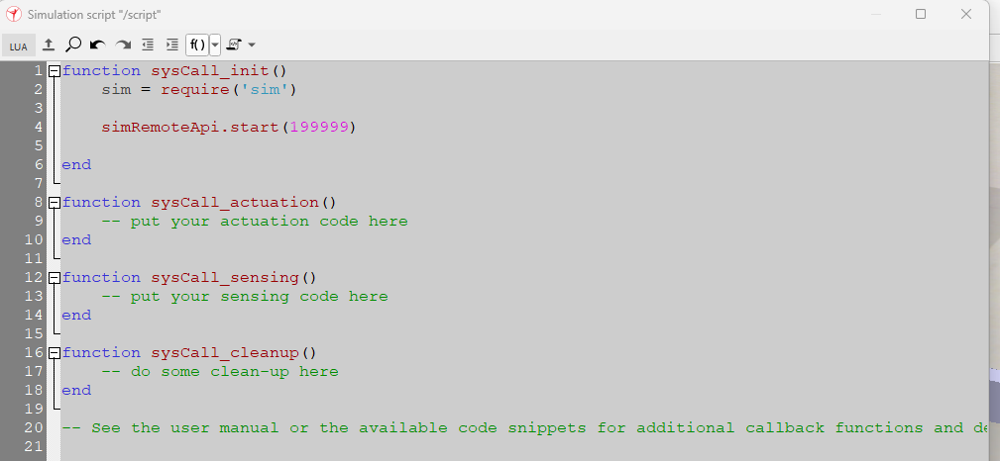 Simulation script "/script"
LUA f()
1 function sysCall_init()
2 sim = require('sim')
3
4 simRemoteApi.start(199999)
5
6 end
7
8 function sysCall_actuation()
9 -- put your actuation code here
10 end
11
12 function sysCall_sensing()
13 -- put your sensing code here
14 end
15
16 function sysCall_cleanup()
17 -- do some clean-up here
18 end
19
20 -- See the user manual or the available code snippets for additional callback functions and de
21